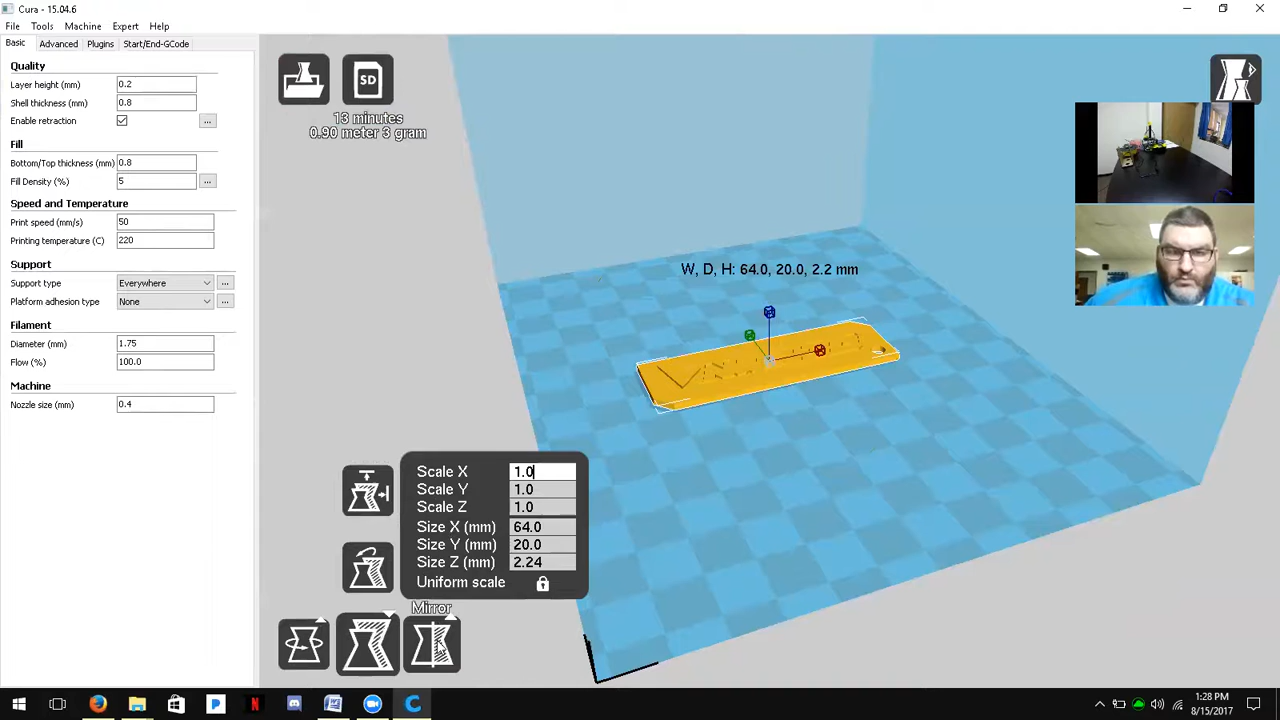 Cura - 15.04.6
File Tools Machine Expert Help
Basic Advanced Plugins Start/End-GCode
Quality
Layer height (mm) 0.2
Shell thickness (mm) 0.8
Enable retraction ...
Fill
Bottom/Top thickness (mm) 0.8
Fill Density (%) 5 ...
Speed and Temperature
Print speed (mm/s) 50
Printing temperature (C) 220
Support
Support type Everywhere ...
Platform adhesion type None ...
Filament
Diameter (mm) 1.75
Flow (%) 100.0
Machine
Nozzle size (mm) 0.4
SD
13 minutes
0.90 meter 3 gram
W, D, H: 64.0, 20.0, 2.2 mm
Scale X 1.0
Scale Y 1.0
Scale Z 1.0
Size X (mm) 64.0
Size Y (mm) 20.0
Size Z (mm) 2.24
Uniform scale
Mirror
1:28 PM
8/15/2017